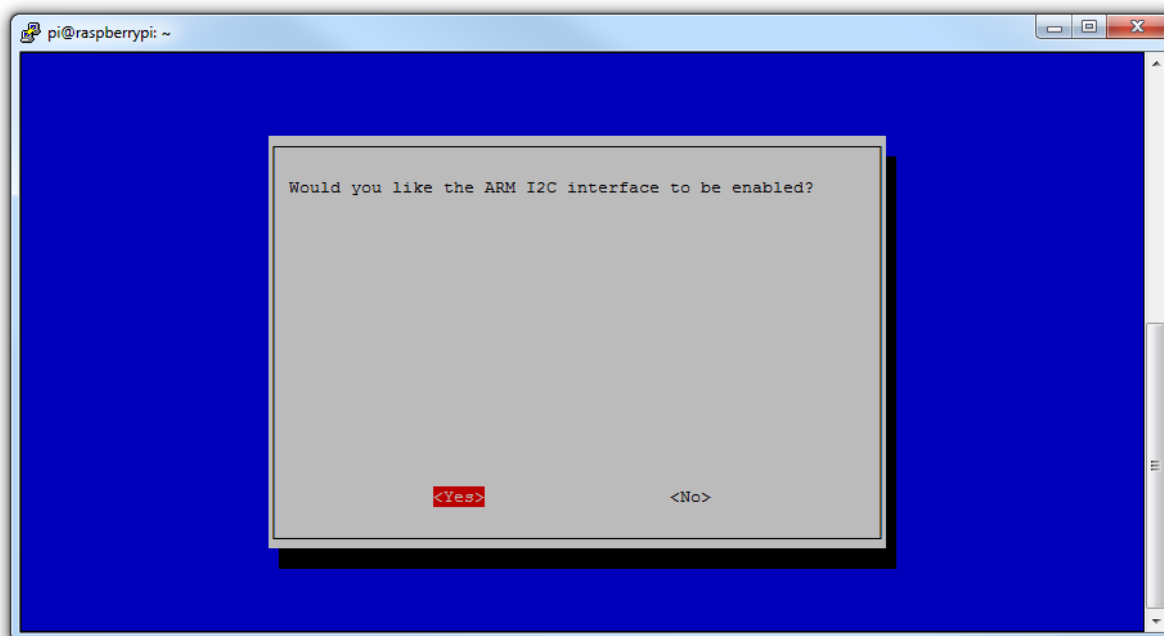 pi@raspberrypi: ~
Would you like the ARM I2C interface to be enabled?
<Yes> <No>